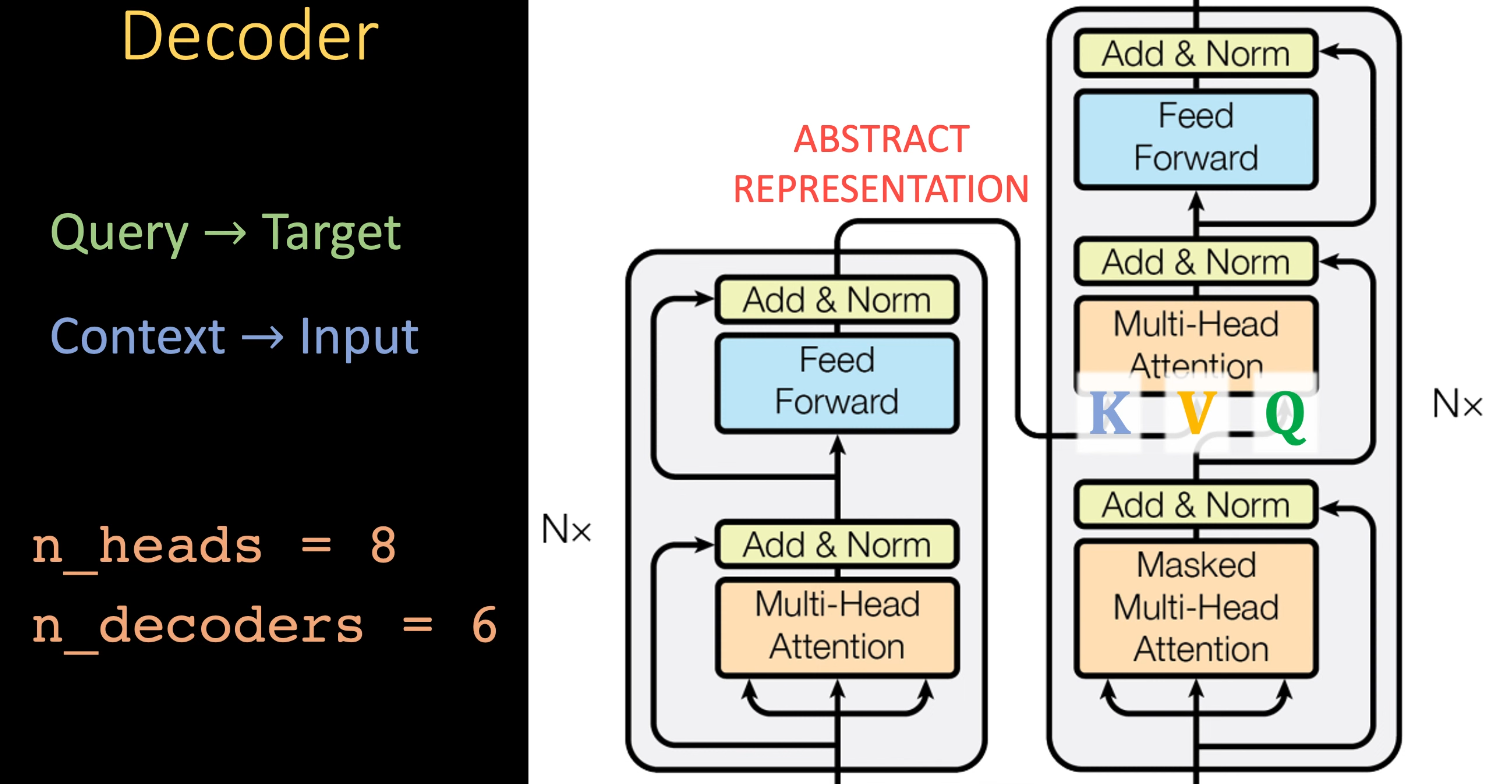 Decoder
Query → Target
Context → Input
n_heads = 8
n_decoders = 6
ABSTRACT
REPRESENTATION
Add & Norm
Feed
Forward
Add & Norm
Multi-Head
Attention
Nx
Add & Norm
Feed
Forward
Add & Norm
Multi-Head
Attention
K V Q
Add & Norm
Masked
Multi-Head
Attention
Nx